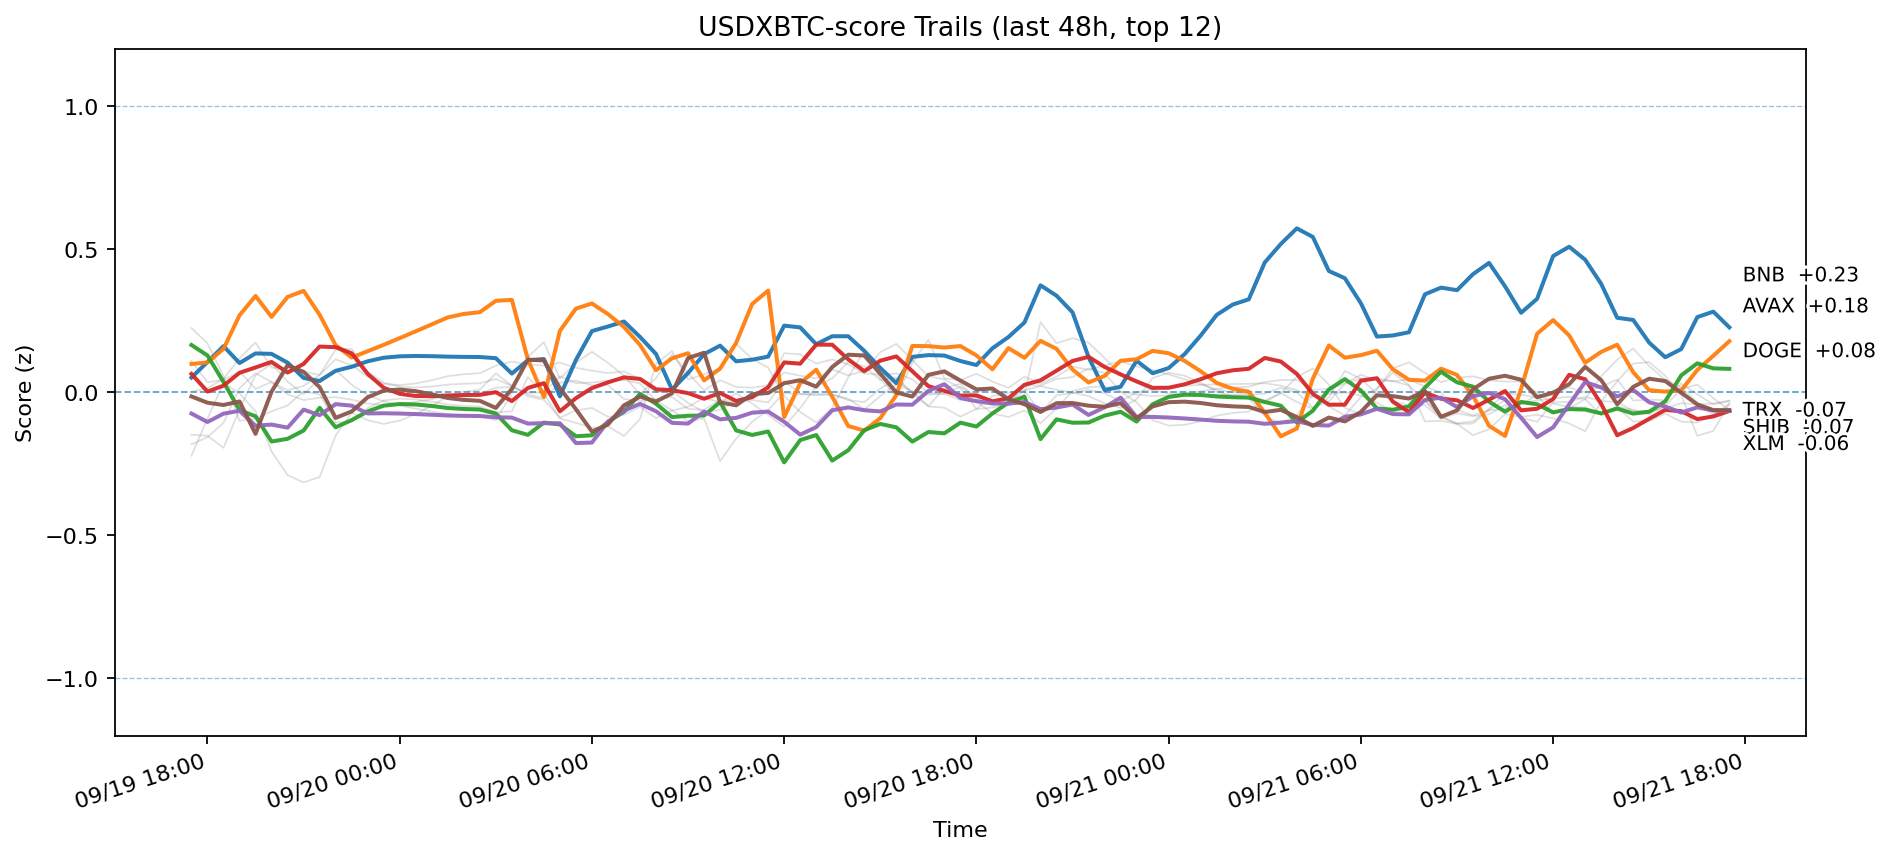 USDXBTC-score Trails (last 48h, top 12)
Score (z)
1.0
0.5
0.0
−0.5
−1.0
BNB +0.23
AVAX +0.18
DOGE +0.08
TRX -0.07
SHIB -0.07
XLM -0.06
09/19 18:00
09/20 00:00
09/20 06:00
09/20 12:00
09/20 18:00
09/21 00:00
09/21 06:00
09/21 12:00
09/21 18:00
Time